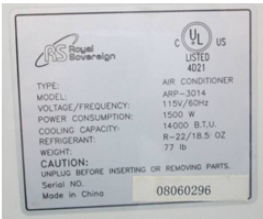 RS Royal
Sovereign
C UL US
LISTED
4D21
TYPE: AIR CONDITIONER
MODEL: ARP-3014
VOLTAGE/FREQUENCY: 115V/60Hz
POWER CONSUMPTION: 1500 W
COOLING CAPACITY: 14000 B.T.U.
REFRIGERANT: R-22/18.5 OZ
WEIGHT: 77 lb
CAUTION:
UNPLUG BEFORE INSERTING OR REMOVING PARTS.
Serial NO. 08060296
Made in China